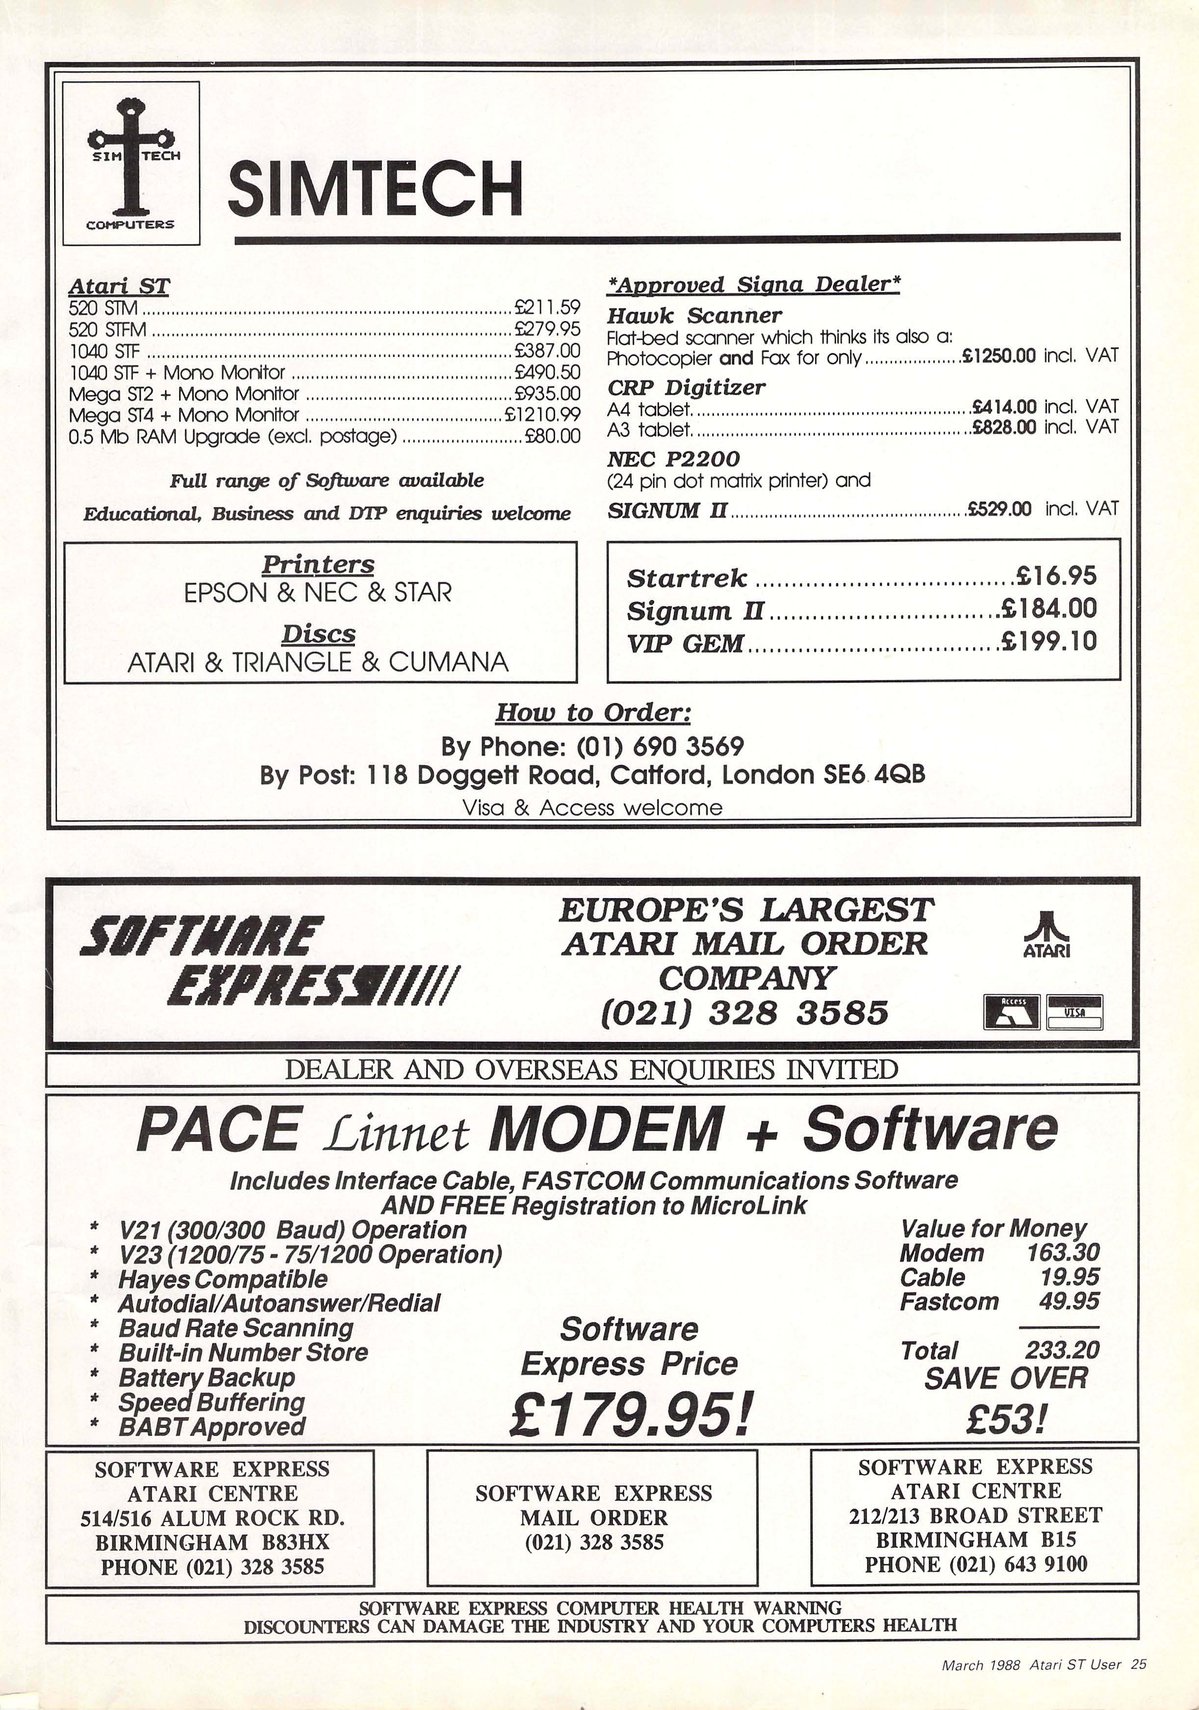 SIM TECH
COMPUTERS
SIMTECH
Atari ST
520 STM ........ £211.59
520 STFM ........ £279.95
1040 STF ........ £387.00
1040 STF + Mono Monitor ........ £490.50
Mega ST2 + Mono Monitor ........ £935.00
Mega ST4 + Mono Monitor ........ £1210.99
0.5 Mb RAM Upgrade (excl. postage) ........ £80.00
Full range of Software available
Educational, Business and DTP enquiries welcome
*Approved Signa Dealer*
Hawk Scanner
Flat-bed scanner which thinks its also a:
Photocopier and Fax for only ........ £1250.00 incl. VAT
CRP Digitizer
A4 tablet ........ £414.00 incl. VAT
A3 tablet ........ £828.00 incl. VAT
NEC P2200
(24 pin dot matrix printer) and
SIGNUM II ........ £529.00 incl. VAT
Printers
EPSON & NEC & STAR
Discs
ATARI & TRIANGLE & CUMANA
Startrek ........ £16.95
Signum II ........ £184.00
VIP GEM ........ £199.10
How to Order:
By Phone: (01) 690 3569
By Post: 118 Doggett Road, Catford, London SE6 4QB
Visa & Access welcome
SOFTWARE
EXPRESS
EUROPE'S LARGEST
ATARI MAIL ORDER
COMPANY
(021) 328 3585
ATARI
Access
VISA
DEALER AND OVERSEAS ENQUIRIES INVITED
PACE Linnet MODEM + Software
Includes Interface Cable, FASTCOM Communications Software
AND FREE Registration to MicroLink
* V21 (300/300 Baud) Operation
* V23 (1200/75 - 75/1200 Operation)
* Hayes Compatible
* Autodial/Autoanswer/Redial
* Baud Rate Scanning
* Built-in Number Store
* Battery Backup
* Speed Buffering
* BABT Approved
Software
Express Price
£179.95!
Value for Money
Modem 163.30
Cable 19.95
Fastcom 49.95
Total 233.20
SAVE OVER
£53!
SOFTWARE EXPRESS
ATARI CENTRE
514/516 ALUM ROCK RD.
BIRMINGHAM B83HX
PHONE (021) 328 3585
SOFTWARE EXPRESS
MAIL ORDER
(021) 328 3585
SOFTWARE EXPRESS
ATARI CENTRE
212/213 BROAD STREET
BIRMINGHAM B15
PHONE (021) 643 9100
SOFTWARE EXPRESS COMPUTER HEALTH WARNING
DISCOUNTERS CAN DAMAGE THE INDUSTRY AND YOUR COMPUTERS HEALTH
March 1988 Atari ST User 25